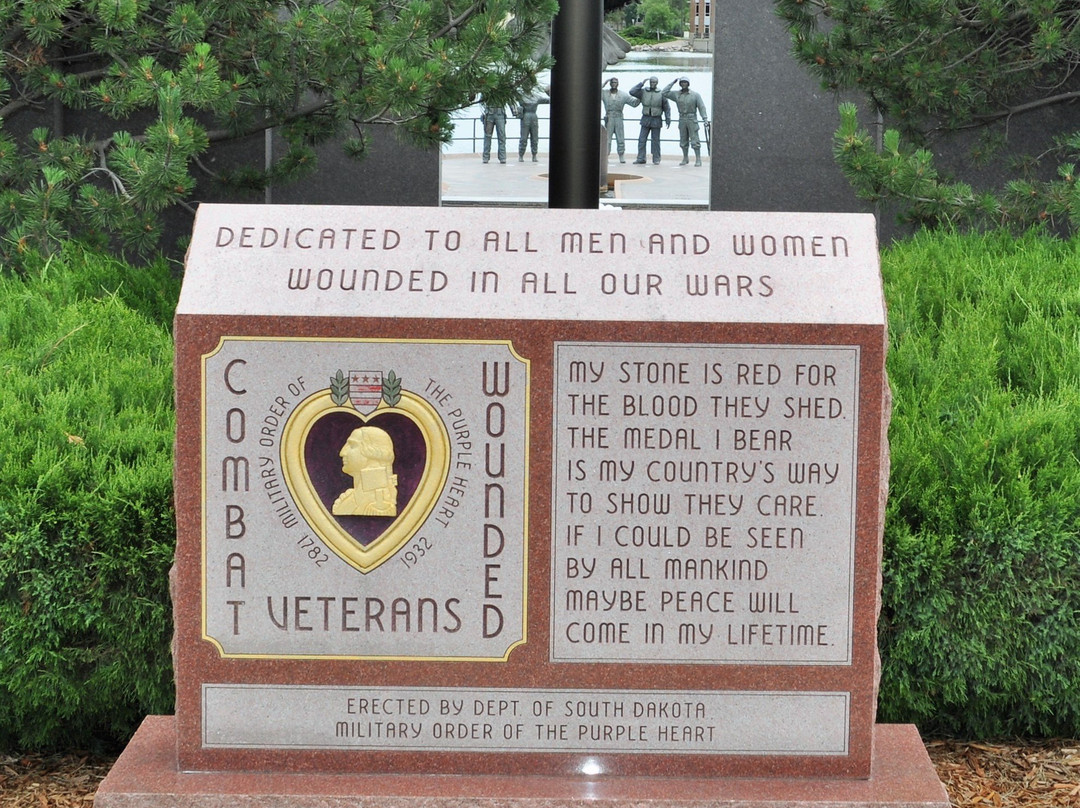 DEDICATED TO ALL MEN AND WOMEN
WOUNDED IN ALL OUR WARS
COMBAT
WOUNDED
VETERANS
MILITARY ORDER OF
THE PURPLE HEART
1782
1932
MY STONE IS RED FOR
THE BLOOD THEY SHED.
THE MEDAL I BEAR
IS MY COUNTRY'S WAY
TO SHOW THEY CARE.
IF I COULD BE SEEN
BY ALL MANKIND
MAYBE PEACE WILL
COME IN MY LIFETIME.
ERECTED BY DEPT. OF SOUTH DAKOTA
MILITARY ORDER OF THE PURPLE HEART